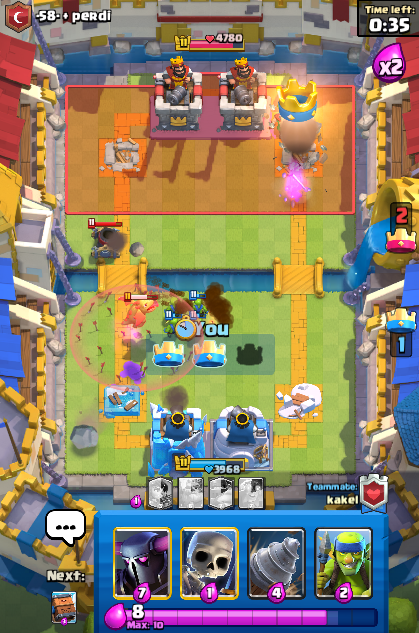 -58-+ perdi
4780
Time left:
0:35
x2
2
You
1
3968
Teammate:
kakel
...
7
1
4
2
Next:
8
Max: 10